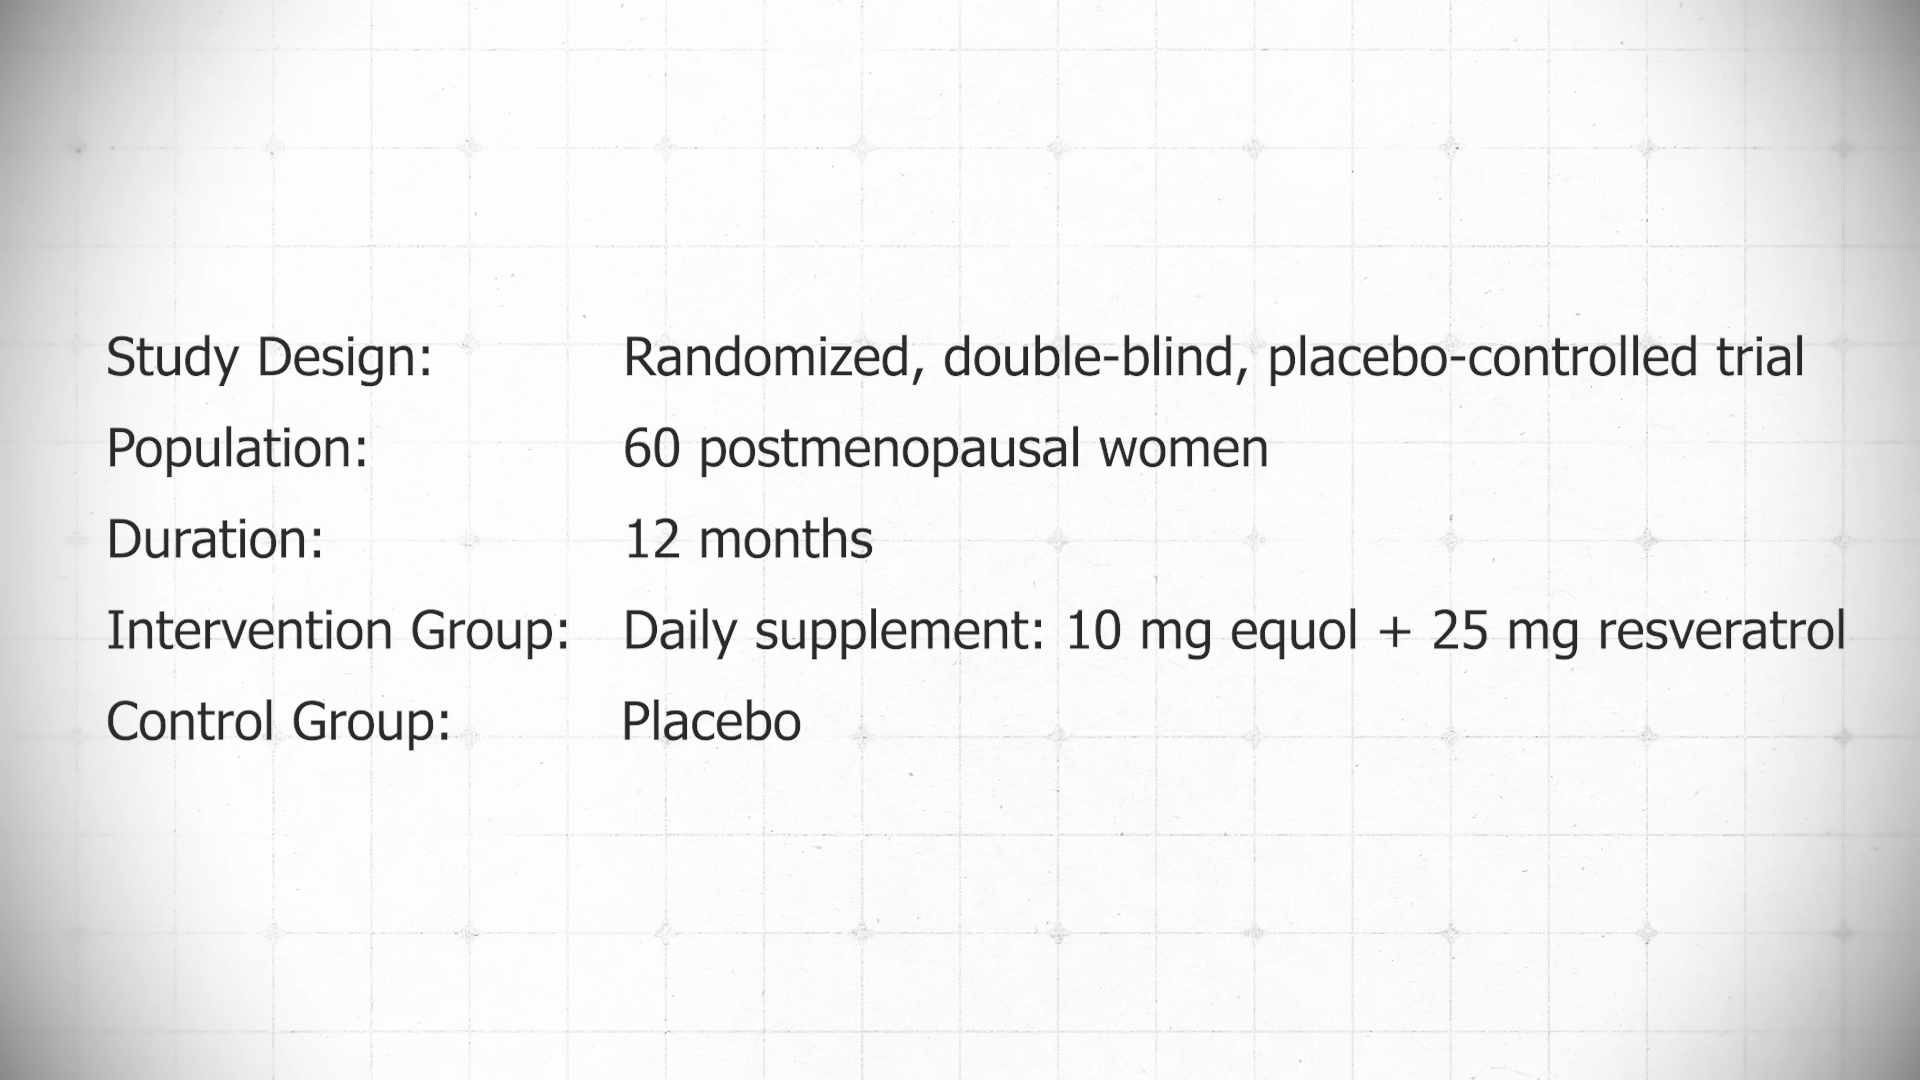 Study Design: Randomized, double-blind, placebo-controlled trial
Population: 60 postmenopausal women
Duration: 12 months
Intervention Group: Daily supplement: 10 mg equol + 25 mg resveratrol
Control Group: Placebo